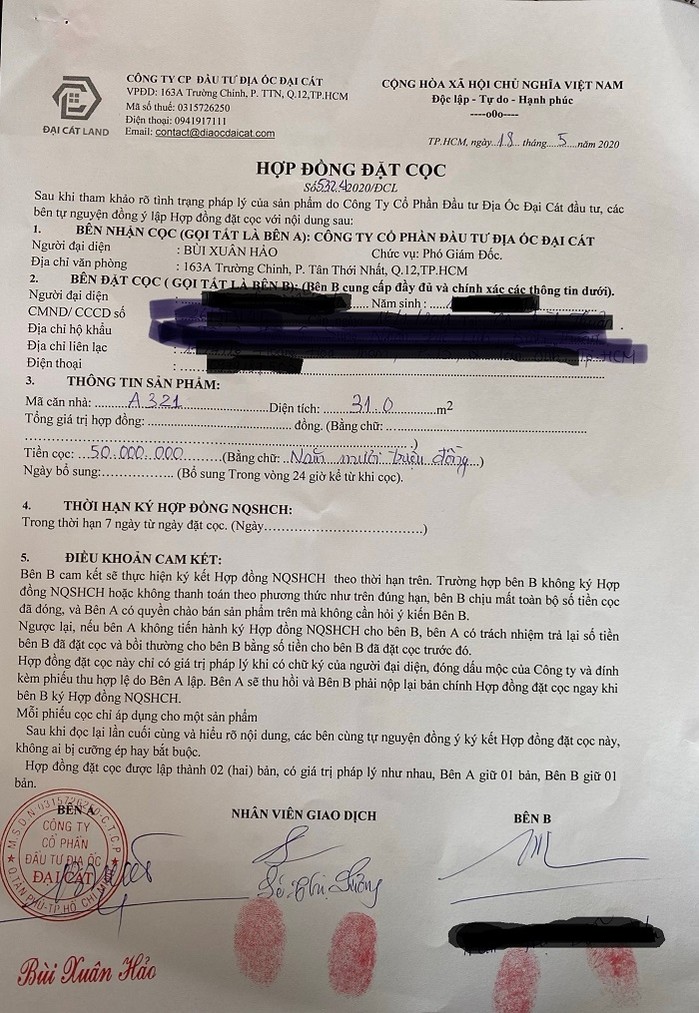 ĐẠI CÁT LAND
CÔNG TY CP ĐẦU TƯ ĐỊA ỐC ĐẠI CÁT
VPĐD: 163A Trường Chinh, P. TTN, Q.12,TP.HCM
Mã số thuế: 0315726250
Điện thoại: 0941917111
Email: contact@diaocdaicat.com
CỘNG HÒA XÃ HỘI CHỦ NGHĨA VIỆT NAM
Độc lập - Tự do - Hạnh phúc
----o0o----
TP.HCM, ngày 18 tháng 5 năm 2020
HỢP ĐỒNG ĐẶT CỌC
Số 532.4 2020/ĐCL
Sau khi tham khảo rõ tình trạng pháp lý của sản phẩm do Công Ty Cổ Phần Đầu tư Địa Ốc Đại Cát đầu tư, các
bên tự nguyện đồng ý lập Hợp đồng đặt cọc với nội dung sau:
1. BÊN NHẬN CỌC (GỌI TẮT LÀ BÊN A): CÔNG TY CỔ PHẦN ĐẦU TƯ ĐỊA ỐC ĐẠI CÁT
Người đại diện : BÙI XUÂN HẢO Chức vụ: Phó Giám Đốc.
Địa chỉ văn phòng : 163A Trường Chinh, P. Tân Thới Nhất, Q.12,TP.HCM
2. BÊN ĐẶT CỌC ( GỌI TẮT LÀ BÊN B): (Bên B cung cấp đầy đủ và chính xác các thông tin dưới).
Người đại diện : Năm sinh :
CMND/ CCCD số
Địa chỉ hộ khẩu
Địa chỉ liên lạc : HCM
Điện thoại :
3. THÔNG TIN SẢN PHẨM:
Mã căn nhà: A321 Diện tích: 31.0 m2
Tổng giá trị hợp đồng: đồng. (Bằng chữ:
)
Tiền cọc: 50.000.000 (Bằng chữ: Năm mươi triệu đồng )
Ngày bổ sung: (Bổ sung Trong vòng 24 giờ kể từ khi cọc).
4. THỜI HẠN KÝ HỢP ĐỒNG NQSHCH:
Trong thời hạn 7 ngày từ ngày đặt cọc. (Ngày )
5. ĐIỀU KHOẢN CAM KẾT:
Bên B cam kết sẽ thực hiện ký kết Hợp đồng NQSHCH theo thời hạn trên. Trường hợp bên B không ký Hợp
đồng NQSHCH hoặc không thanh toán theo phương thức như trên đúng hạn, bên B chịu mất toàn bộ số tiền cọc
đã đóng, và Bên A có quyền chào bán sản phẩm trên mà không cần hỏi ý kiến Bên B.
Ngược lại, nếu bên A không tiến hành ký Hợp đồng NQSHCH cho bên B, bên A có trách nhiệm trả lại số tiền
bên B đã đặt cọc và bồi thường cho bên B bằng số tiền cho bên B đã đặt cọc trước đó.
Hợp đồng đặt cọc này chỉ có giá trị pháp lý khi có chữ ký của người đại diện, đóng dấu mộc của Công ty và đính
kèm phiếu thu hợp lệ do Bên A lập. Bên A sẽ thu hồi và Bên B phải nộp lại bản chính Hợp đồng đặt cọc ngay khi
bên B ký Hợp đồng NQSHCH.
Mỗi phiếu cọc chỉ áp dụng cho một sản phẩm
Sau khi đọc lại lần cuối cùng và hiểu rõ nội dung, các bên cùng tự nguyện đồng ý ký kết Hợp đồng đặt cọc này,
không ai bị cưỡng ép hay bắt buộc.
Hợp đồng đặt cọc được lập thành 02 (hai) bản, có giá trị pháp lý như nhau, Bên A giữ 01 bản, Bên B giữ 01
bản.
BÊN A
NHÂN VIÊN GIAO DỊCH
BÊN B
M.S.D.N:0315726250-C.T.C.P
CÔNG TY
CỔ PHẦN
ĐẦU TƯ ĐỊA ỐC
ĐẠI CÁT
Q.TÂN PHÚ-TP.HỒ CHÍ MINH
Bùi Xuân Hảo